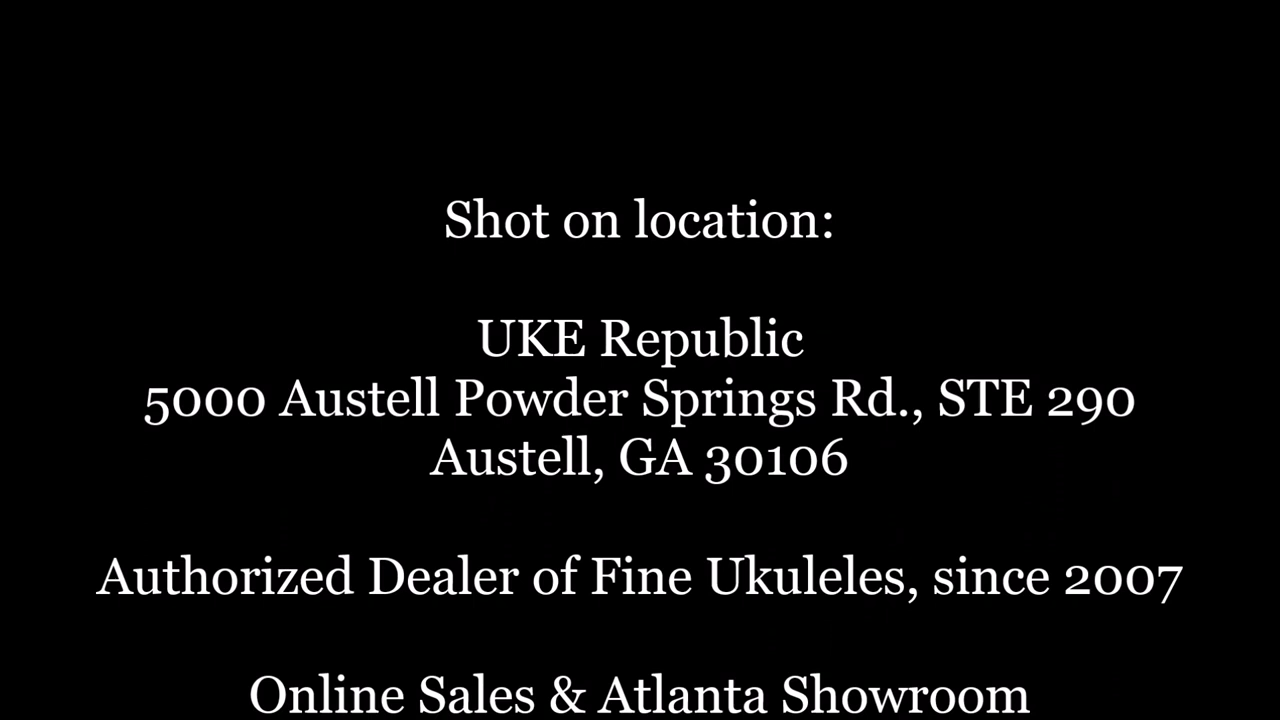 Shot on location:
UKE Republic
5000 Austell Powder Springs Rd., STE 290
Austell, GA 30106
Authorized Dealer of Fine Ukuleles, since 2007
Online Sales & Atlanta Showroom